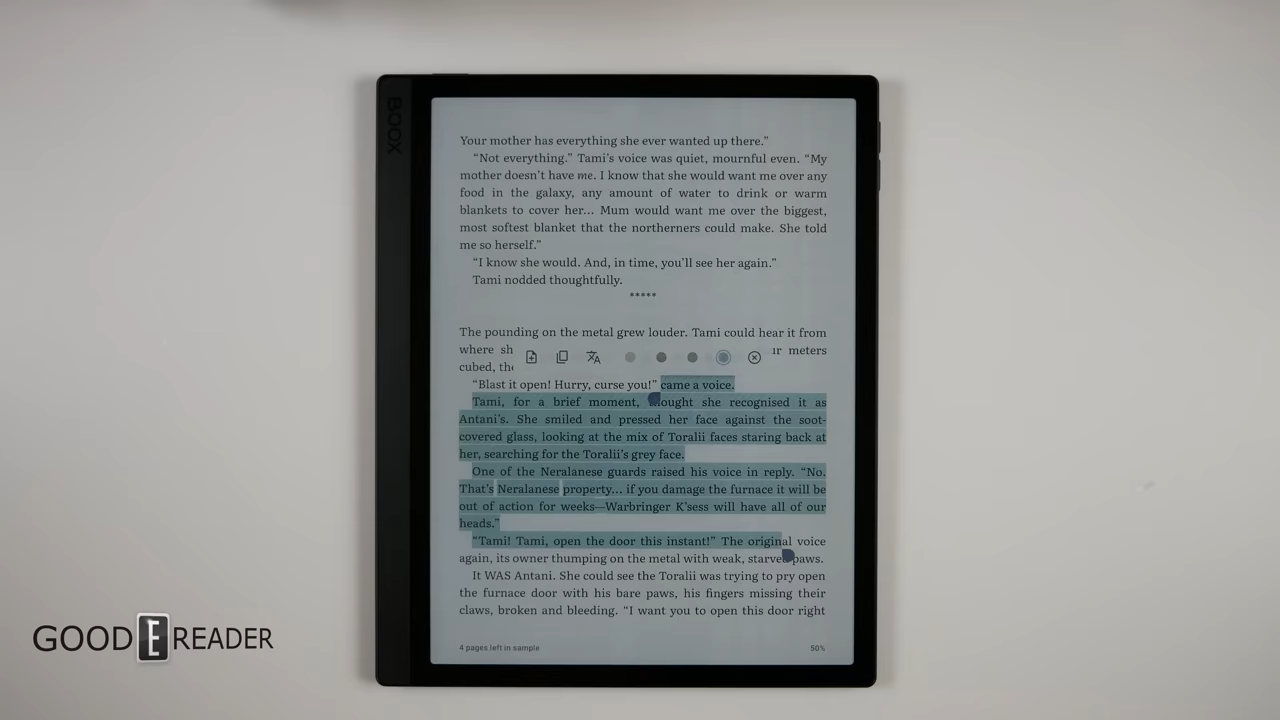 BOOX
Your mother has everything she ever wanted up there.”
“Not everything.” Tami’s voice was quiet, mournful even. “My
mother doesn’t have me. I know that she would want me over any
food in the galaxy, any amount of water to drink or warm
blankets to cover her... Mum would want me over the biggest,
most softest blanket that the northerners could make. She told
me so herself.”
“I know she would. And, in time, you’ll see her again.”
Tami nodded thoughtfully.
*****
The pounding on the metal grew louder. Tami could hear it from
where meters
cubed,
“Blast it open! Hurry, curse you!” came a voice.
Tami, for a brief moment, thought she recognised it as
Antani’s. She smiled and pressed her face against the soot-
covered glass, looking at the mix of Toralii faces staring back at
her, searching for the Toralii’s grey face.
One of the Neralanese guards raised his voice in reply. “No.
That’s Neralanese property... if you damage the furnace it will be
out of action for weeks—Warbringer K’sess will have all of our
heads.”
“Tami! Tami, open the door this instant!” The original voice
again, its owner thumping on the metal with weak, starved paws.
It WAS Antani. She could see the Toralii was trying to pry open
the furnace door with his bare paws, his fingers missing their
claws, broken and bleeding. “I want you to open this door right
4 pages left in sample 50%
GOOD E READER